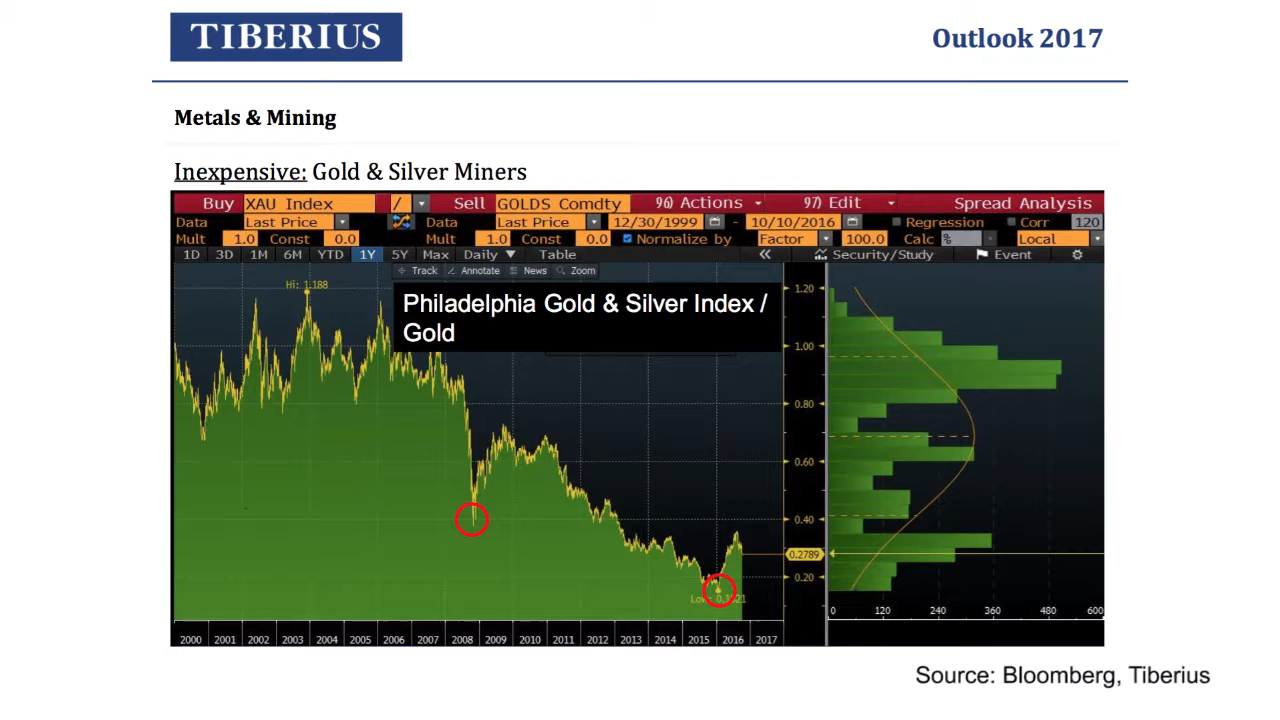 TIBERIUS
Outlook 2017
Metals & Mining
Inexpensive: Gold & Silver Miners
Buy XAU Index / Sell GOLDS Comdty 96) Actions 97) Edit Spread Analysis
Data Last Price Data Last Price 12/30/1999 - 10/10/2016 Regression Corr 120
Mult 1.0 Const 0.0 Mult 1.0 Const 0.0 Normalize by Factor 100.0 Calc % Local
1D 3D 1M 6M YTD 1Y 5Y Max Daily ▼ Table « Security/Study Event
Track Annotate News Zoom
Hi: 1.188
Philadelphia Gold & Silver Index /
Gold
1.20
1.00
0.80
0.60
0.40
0.2789
0.20
Low:
2000 2001 2002 2003 2004 2005 2006 2007 2008 2009 2010 2011 2012 2013 2014 2015 2016 2017
0 120 240 360 480 600
Source: Bloomberg, Tiberius